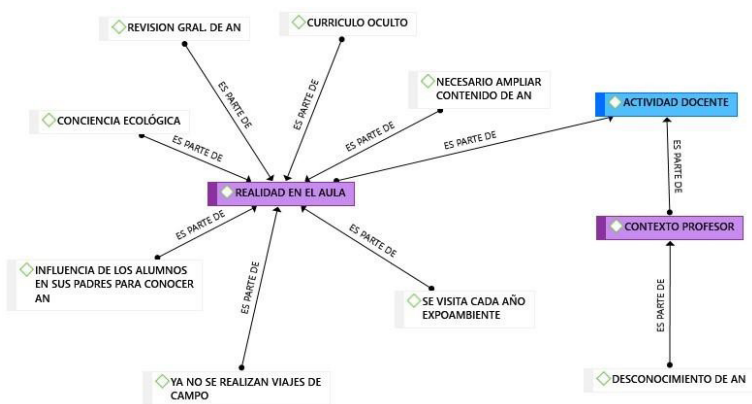 REVISION GRAL. DE AN
CURRICULO OCULTO
ES PARTE DE
ES PARTE DE
NECESARIO AMPLIAR
CONTENIDO DE AN
ACTIVIDAD DOCENTE
CONCIENCIA ECOLÓGICA
ES PARTE DE
ES PARTE DE
ES PARTE DE
ES PARTE DE
REALIDAD EN EL AULA
CONTEXTO PROFESOR
ES PARTE DE
ES PARTE DE
ES PARTE DE
INFLUENCIA DE LOS ALUMNOS
EN SUS PADRES PARA CONOCER
AN
SE VISITA CADA AÑO
EXPOAMBIENTE
ES PARTE DE
YA NO SE REALIZAN VIAJES DE
CAMPO
DESCONOCIMIENTO DE AN